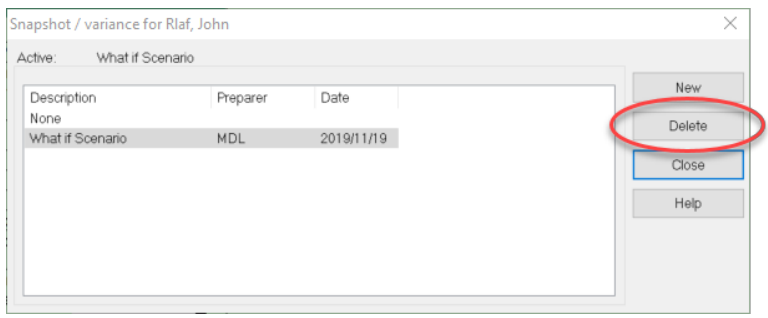 Snapshot / variance for Rlaf, John
Active: What if Scenario
Description Preparer Date
None
What if Scenario MDL 2019/11/19
New
Delete
Close
Help